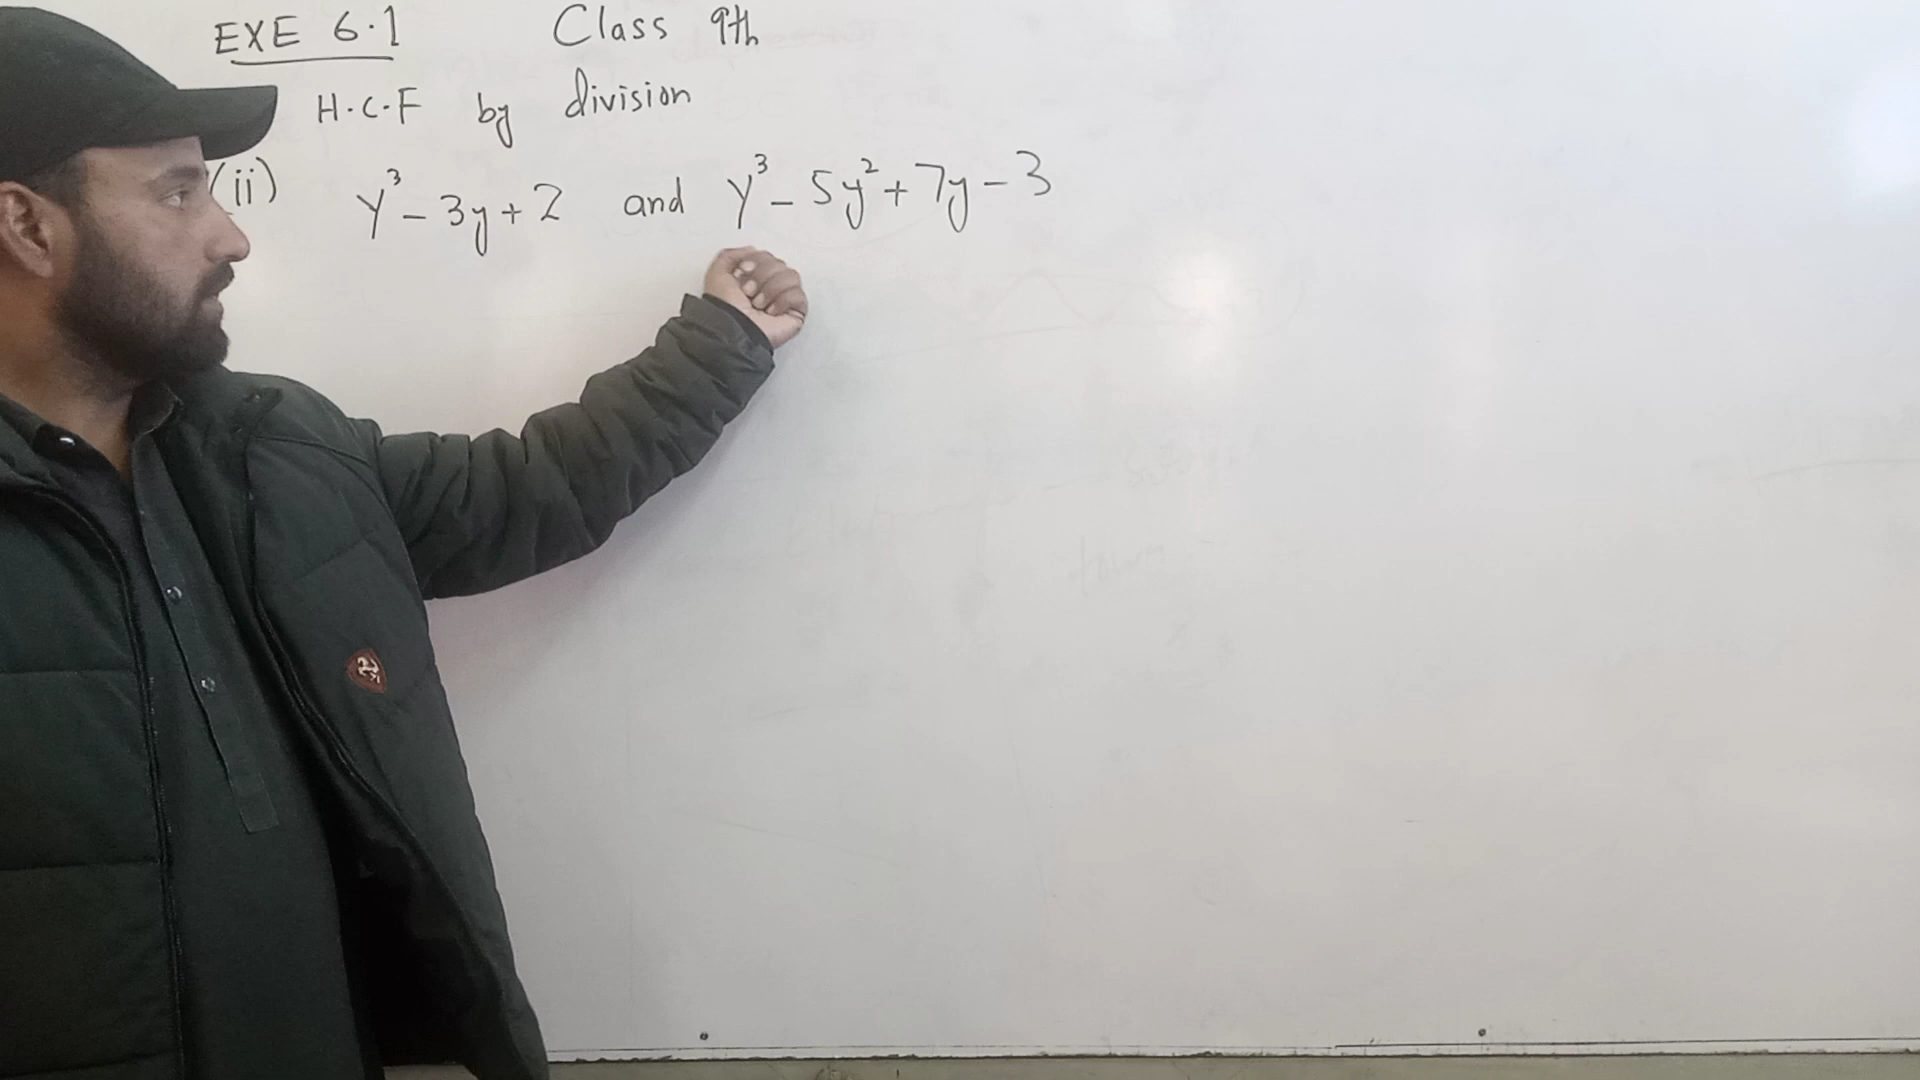 EXE 6.1 Class 9th
H.C.F by division
(ii) y³ - 3y + 2 and y³ - 5y² + 7y - 3